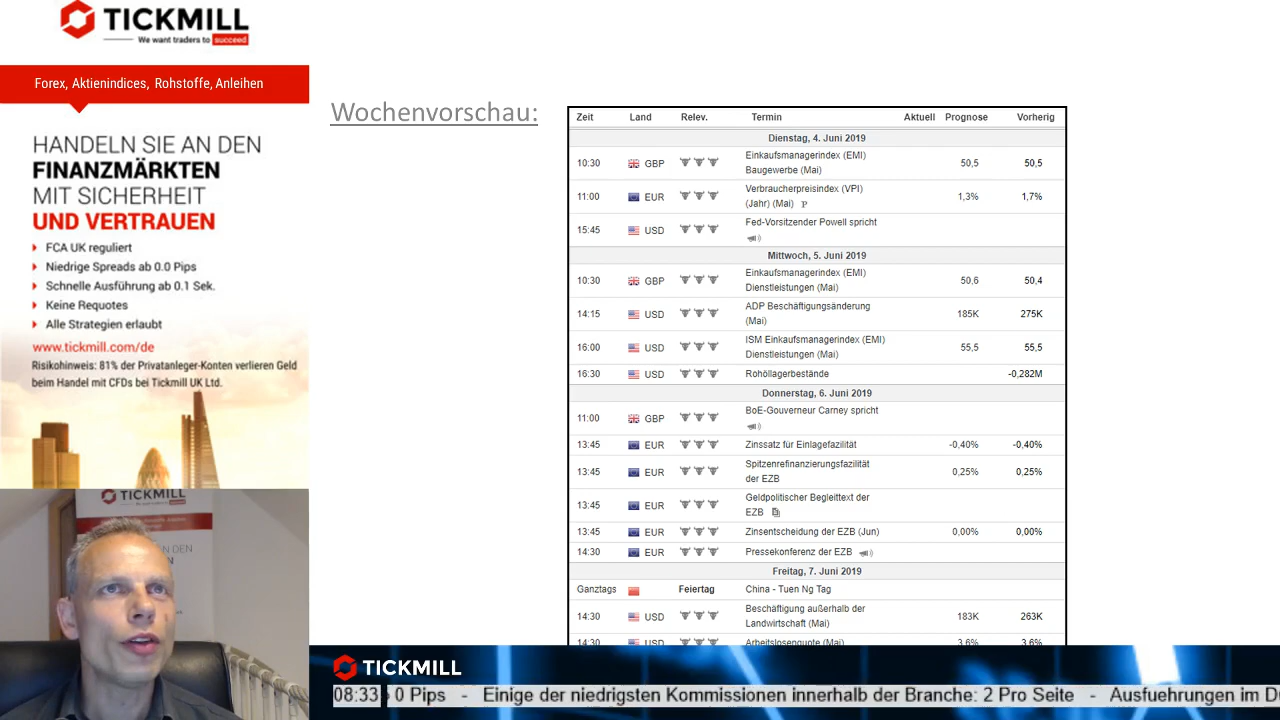 TICKMILL
We want traders to succeed
Forex, Aktienindices, Rohstoffe, Anleihen
HANDELN SIE AN DEN
FINANZMÄRKTEN
MIT SICHERHEIT
UND VERTRAUEN
FCA UK reguliert
Niedrige Spreads ab 0.0 Pips
Schnelle Ausführung ab 0.1 Sek.
Keine Requotes
Alle Strategien erlaubt
www.tickmill.com/de
Risikohinweis: 81% der Privatanleger-Konten verlieren Geld
beim Handel mit CFDs bei Tickmill UK Ltd.
TICKMILL
Wochenvorschau:
Zeit Land Relev. Termin Aktuell Prognose Vorherig
Dienstag, 4. Juni 2019
10:30 GBP Einkaufsmanagerindex (EMI) 50,5 50,5
Baugewerbe (Mai)
11:00 EUR Verbraucherpreisindex (VPI) 1,3% 1,7%
(Jahr) (Mai) P
15:45 USD Fed-Vorsitzender Powell spricht
Mittwoch, 5. Juni 2019
10:30 GBP Einkaufsmanagerindex (EMI) 50,6 50,4
Dienstleistungen (Mai)
14:15 USD ADP Beschäftigungsänderung 185K 275K
(Mai)
16:00 USD ISM Einkaufsmanagerindex (EMI) 55,5 55,5
Dienstleistungen (Mai)
16:30 USD Rohöllagerbestände -0,282M
Donnerstag, 6. Juni 2019
11:00 GBP BoE-Gouverneur Carney spricht
13:45 EUR Zinssatz für Einlagefazilität -0,40% -0,40%
13:45 EUR Spitzenrefinanzierungsfazilität 0,25% 0,25%
der EZB
13:45 EUR Geldpolitischer Begleittext der
EZB
13:45 EUR Zinsentscheidung der EZB (Jun) 0,00% 0,00%
14:30 EUR Pressekonferenz der EZB
Freitag, 7. Juni 2019
Ganztags Feiertag China - Tuen Ng Tag
14:30 USD Beschäftigung außerhalb der 183K 263K
Landwirtschaft (Mai)
14:30 USD Arbeitslosenquote (Mai) 3,6% 3,6%
TICKMILL
08:33 0 Pips - Einige der niedrigsten Kommissionen innerhalb der Branche: 2 Pro Seite - Ausfuehrungen im